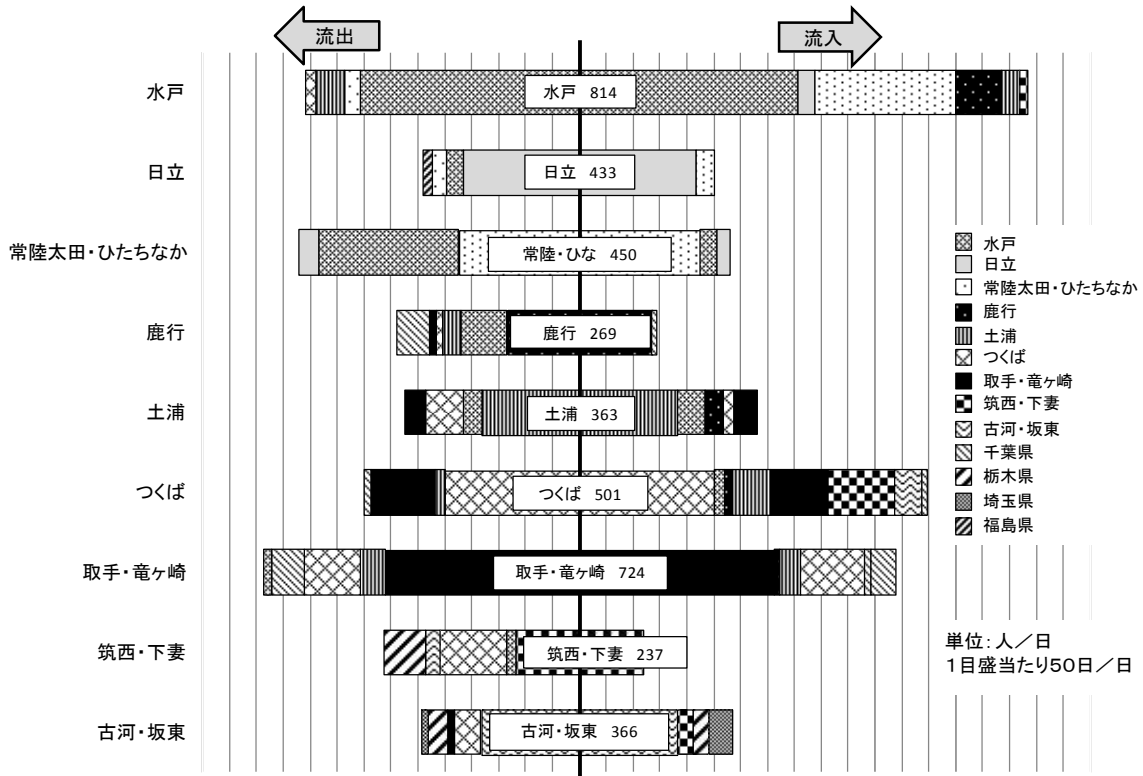 流出
流入
水戸
水戸 814
日立
日立 433
常陸太田・ひたちなか
常陸・ひな 450
鹿行
鹿行 269
土浦
土浦 363
つくば
つくば 501
取手・竜ヶ崎
取手・竜ヶ崎 724
筑西・下妻
筑西・下妻 237
古河・坂東
古河・坂東 366
水戸
日立
常陸太田・ひたちなか
鹿行
土浦
つくば
取手・竜ヶ崎
筑西・下妻
古河・坂東
千葉県
栃木県
埼玉県
福島県
単位:人/日
1目盛当たり50日/日